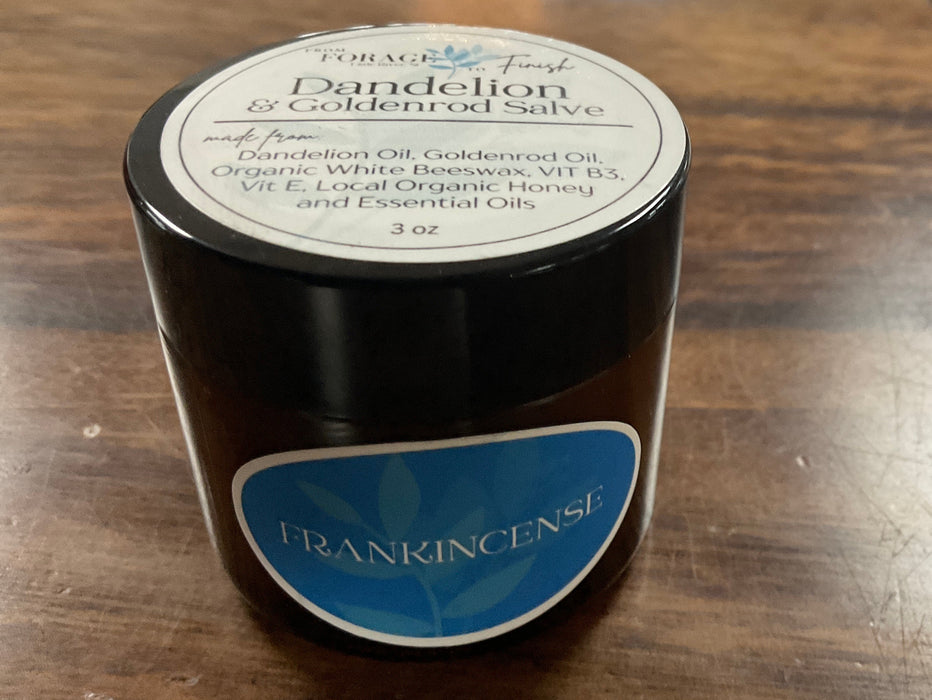 FROM
FORAGE
TO Finish
Dandelion
& Goldenrod Salve
made from:
Dandelion Oil, Goldenrod Oil,
Organic White Beeswax, VIT B3,
Vit E, Local Organic Honey
and Essential Oils
3 oz
FRANKINCENSE